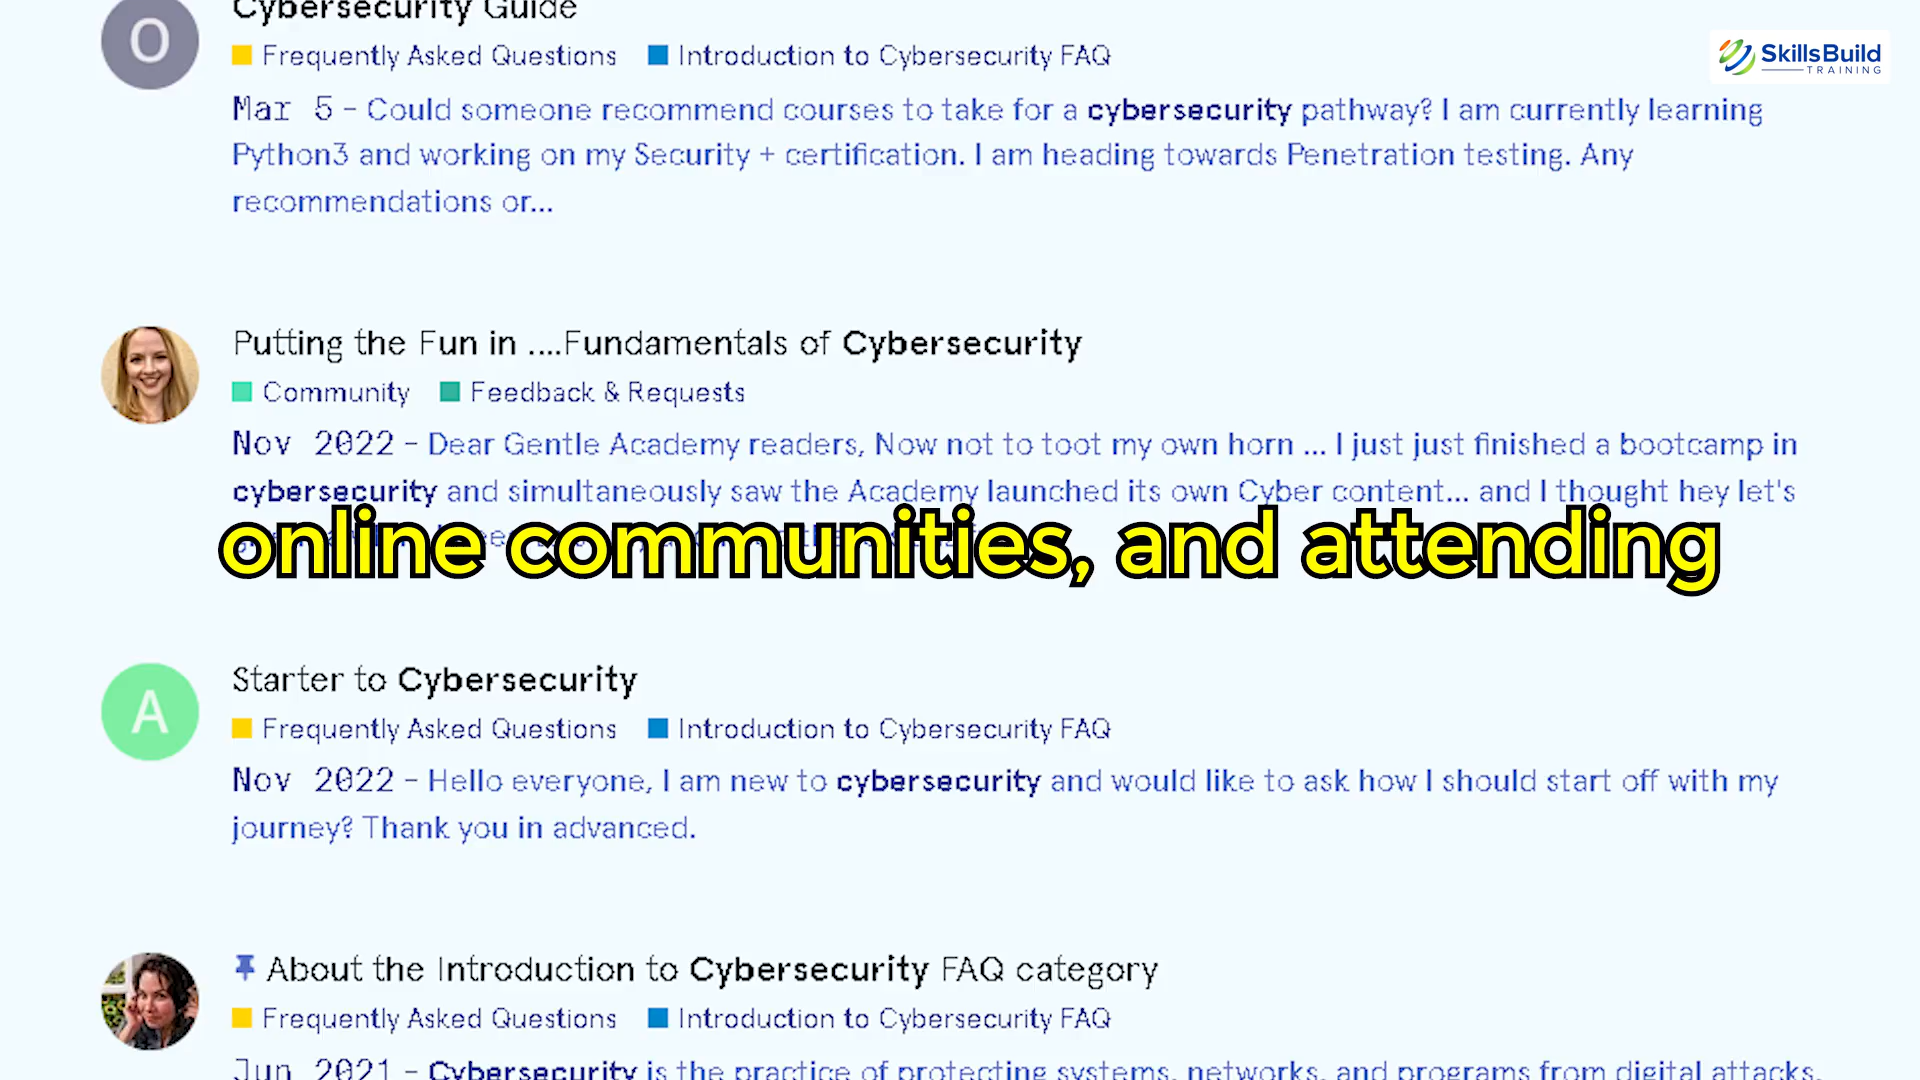 Cybersecurity Guide
O
Frequently Asked Questions Introduction to Cybersecurity FAQ
SkillsBuild
TRAINING
Mar 5 – Could someone recommend courses to take for a cybersecurity pathway? I am currently learning
Python3 and working on my Security + certification. I am heading towards Penetration testing. Any
recommendations or...
Putting the Fun in ....Fundamentals of Cybersecurity
Community Feedback & Requests
Nov 2022 – Dear Gentle Academy readers, Now not to toot my own horn ... I just just finished a bootcamp in
cybersecurity and simultaneously saw the Academy launched its own Cyber content... and I thought hey let's
online communities, and attending
Starter to Cybersecurity
A
Frequently Asked Questions Introduction to Cybersecurity FAQ
Nov 2022 – Hello everyone, I am new to cybersecurity and would like to ask how I should start off with my
journey? Thank you in advanced.
About the Introduction to Cybersecurity FAQ category
Frequently Asked Questions Introduction to Cybersecurity FAQ
Jun 2021 – Cybersecurity is the practice of protecting systems, networks, and programs from digital attacks.